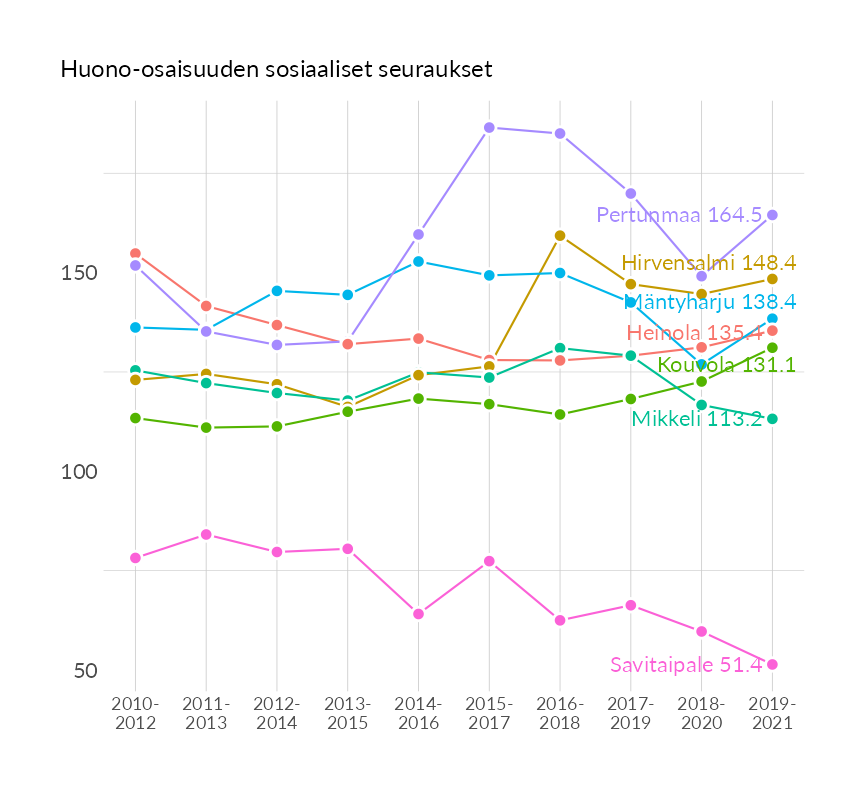 Huono-osaisuuden sosiaaliset seuraukset
Pertunmaa 164.5
Hirvensalmi 148.4
150
Mäntyharju 138.4
Heinola 135.4
Kouvola 131.1
Mikkeli 113.2
100
Savitaipale 51.4
50
2010- 2011- 2012- 2013- 2014- 2015- 2016- 2017- 2018- 2019-
2012 2013 2014 2015 2016 2017 2018 2019 2020 2021